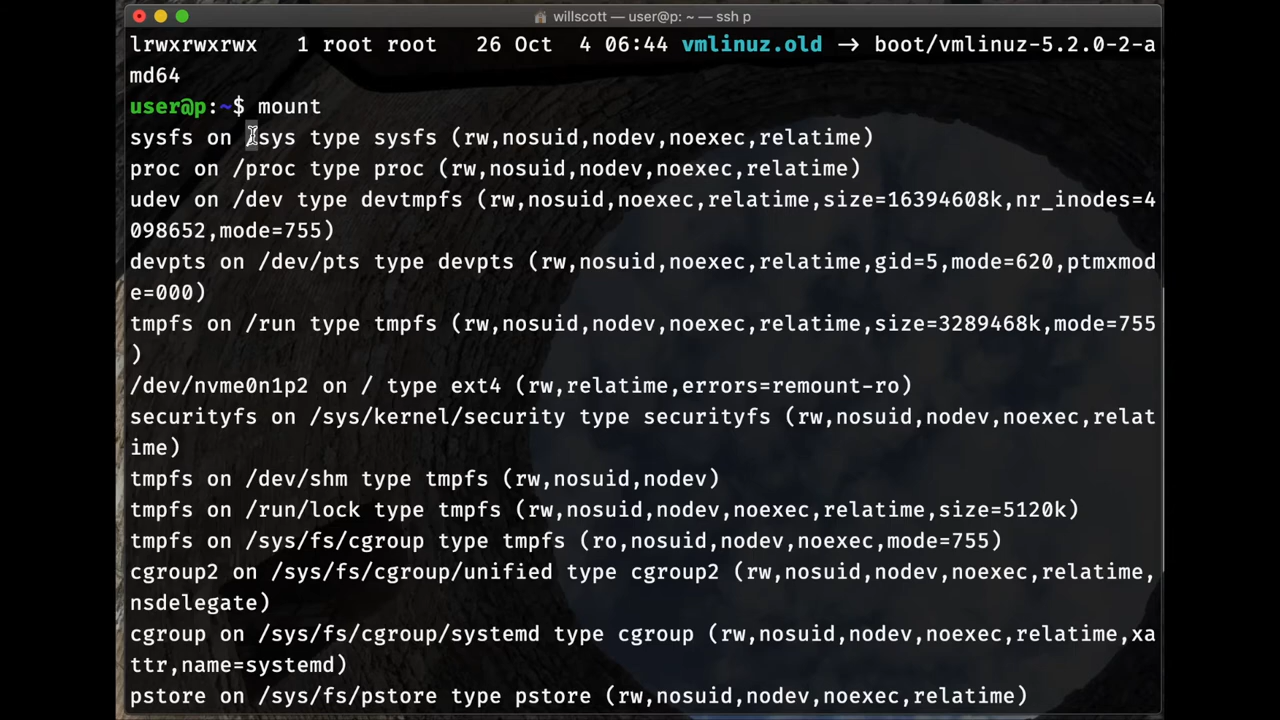 willscott — user@p: ~ — ssh p
lrwxrwxrwx   1 root root   26 Oct  4 06:44 vmlinuz.old -> boot/vmlinuz-5.2.0-2-a
md64
user@p:~$ mount
sysfs on /sys type sysfs (rw,nosuid,nodev,noexec,relatime)
proc on /proc type proc (rw,nosuid,nodev,noexec,relatime)
udev on /dev type devtmpfs (rw,nosuid,noexec,relatime,size=16394608k,nr_inodes=4
098652,mode=755)
devpts on /dev/pts type devpts (rw,nosuid,noexec,relatime,gid=5,mode=620,ptmxmod
e=000)
tmpfs on /run type tmpfs (rw,nosuid,noexec,relatime,size=3289468k,mode=755
)
/dev/nvme0n1p2 on / type ext4 (rw,relatime,errors=remount-ro)
securityfs on /sys/kernel/security type securityfs (rw,nosuid,nodev,noexec,relat
ime)
tmpfs on /dev/shm type tmpfs (rw,nosuid,nodev)
tmpfs on /run/lock type tmpfs (rw,nosuid,nodev,noexec,relatime,size=5120k)
tmpfs on /sys/fs/cgroup type tmpfs (ro,nosuid,nodev,noexec,mode=755)
cgroup2 on /sys/fs/cgroup/unified type cgroup2 (rw,nosuid,nodev,noexec,relatime,
nsdelegate)
cgroup on /sys/fs/cgroup/systemd type cgroup (rw,nosuid,nodev,noexec,relatime,xa
ttr,name=systemd)
pstore on /sys/fs/pstore type pstore (rw,nosuid,nodev,noexec,relatime)